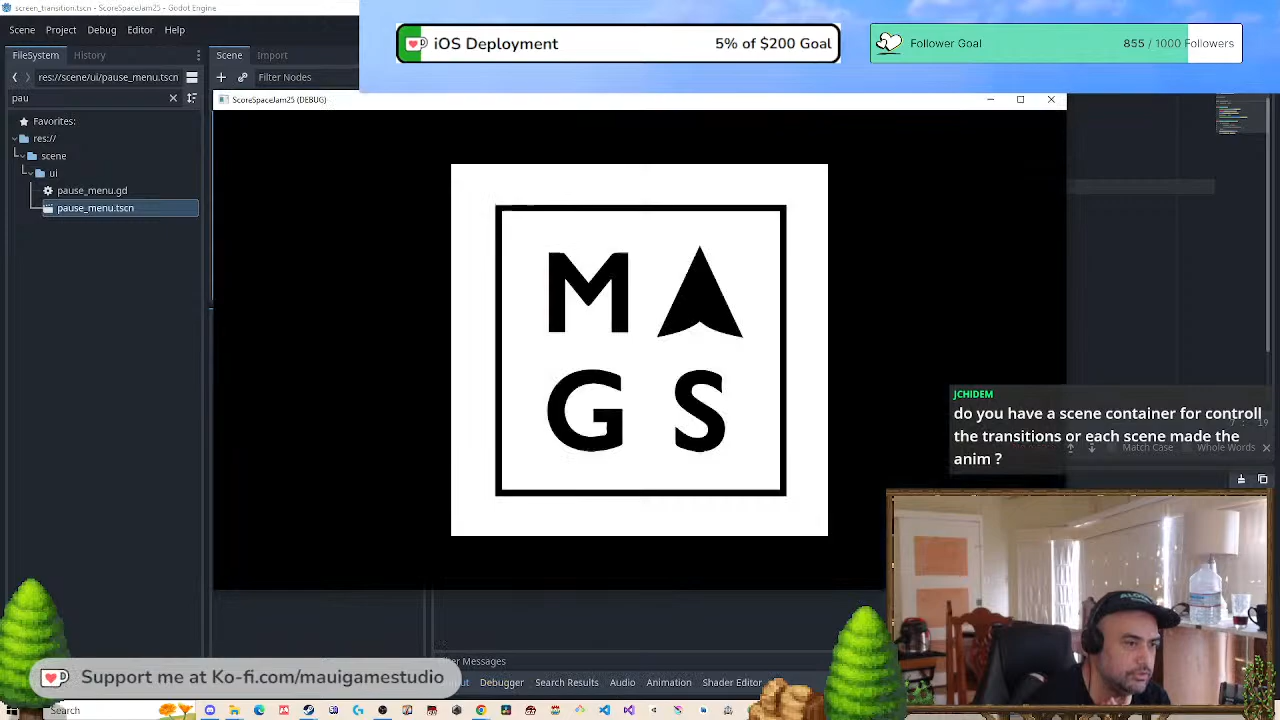 screen_transition.tscn - ScoreSpaceJam25 - Godot Engine
Project Debug Editor Help
FileSystem History
Scene Import
res://scene/ui/pause_menu.tscn
Filter Nodes
pau
Favorites:
res://
scene
ui
pause_menu.gd
pause_menu.tscn
iOS Deployment 5% of $200 Goal
Follower Goal 855 / 1000 Followers
ScoreSpaceJam25 (DEBUG)
M
G S
JCHIDEM
do you have a scene container for controll
the transitions or each scene made the
anim ?
Match Case Whole Words
Messages
Debugger Search Results Audio Animation Shader Editor
Support me at Ko-fi.com/mauigamestudio
Search